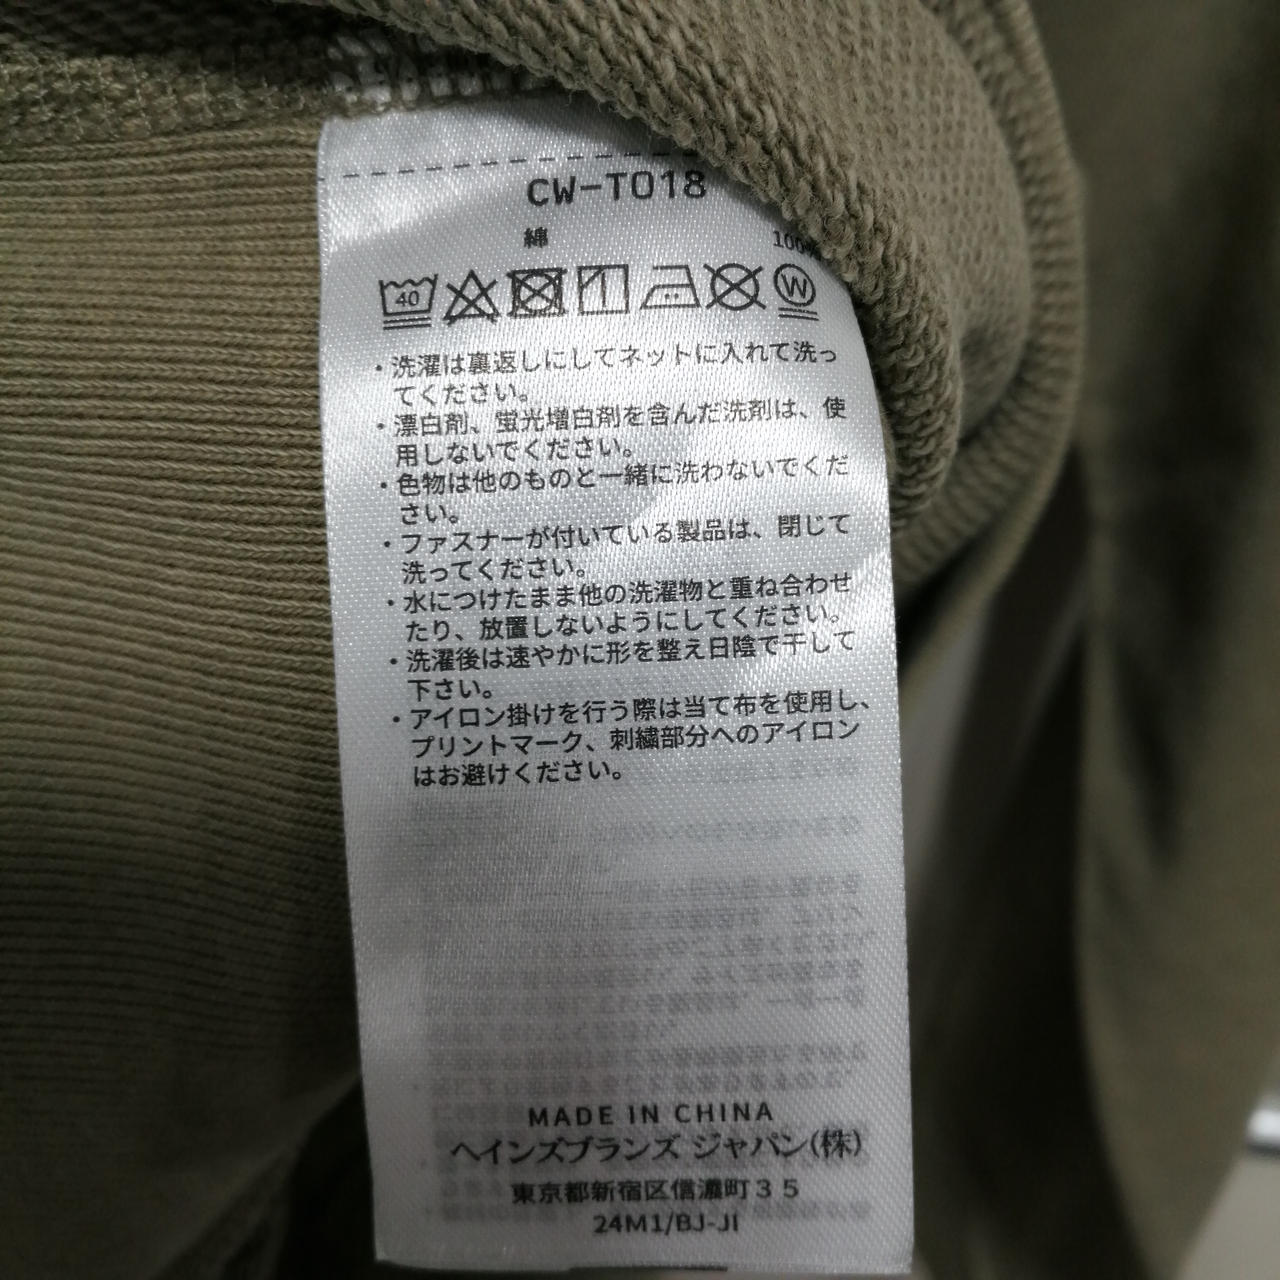 CW-T018
綿 100%
40 W
・洗濯は裏返しにしてネットに入れて洗っ
てください。
・漂白剤、蛍光増白剤を含んだ洗剤は、使
用しないでください。
・色物は他のものと一緒に洗わないでくだ
さい。
・ファスナーが付いている製品は、閉じて
洗ってください。
・水につけたまま他の洗濯物と重ね合わせ
たり、放置しないようにしてください。
・洗濯後は速やかに形を整え日陰で干して
下さい。
・アイロン掛けを行う際は当て布を使用し、
プリントマーク、刺繍部分へのアイロン
はお避けください。
MADE IN CHINA
ヘインズブランズ ジャパン(株)
東京都新宿区信濃町３５
24M1/BJ-JI